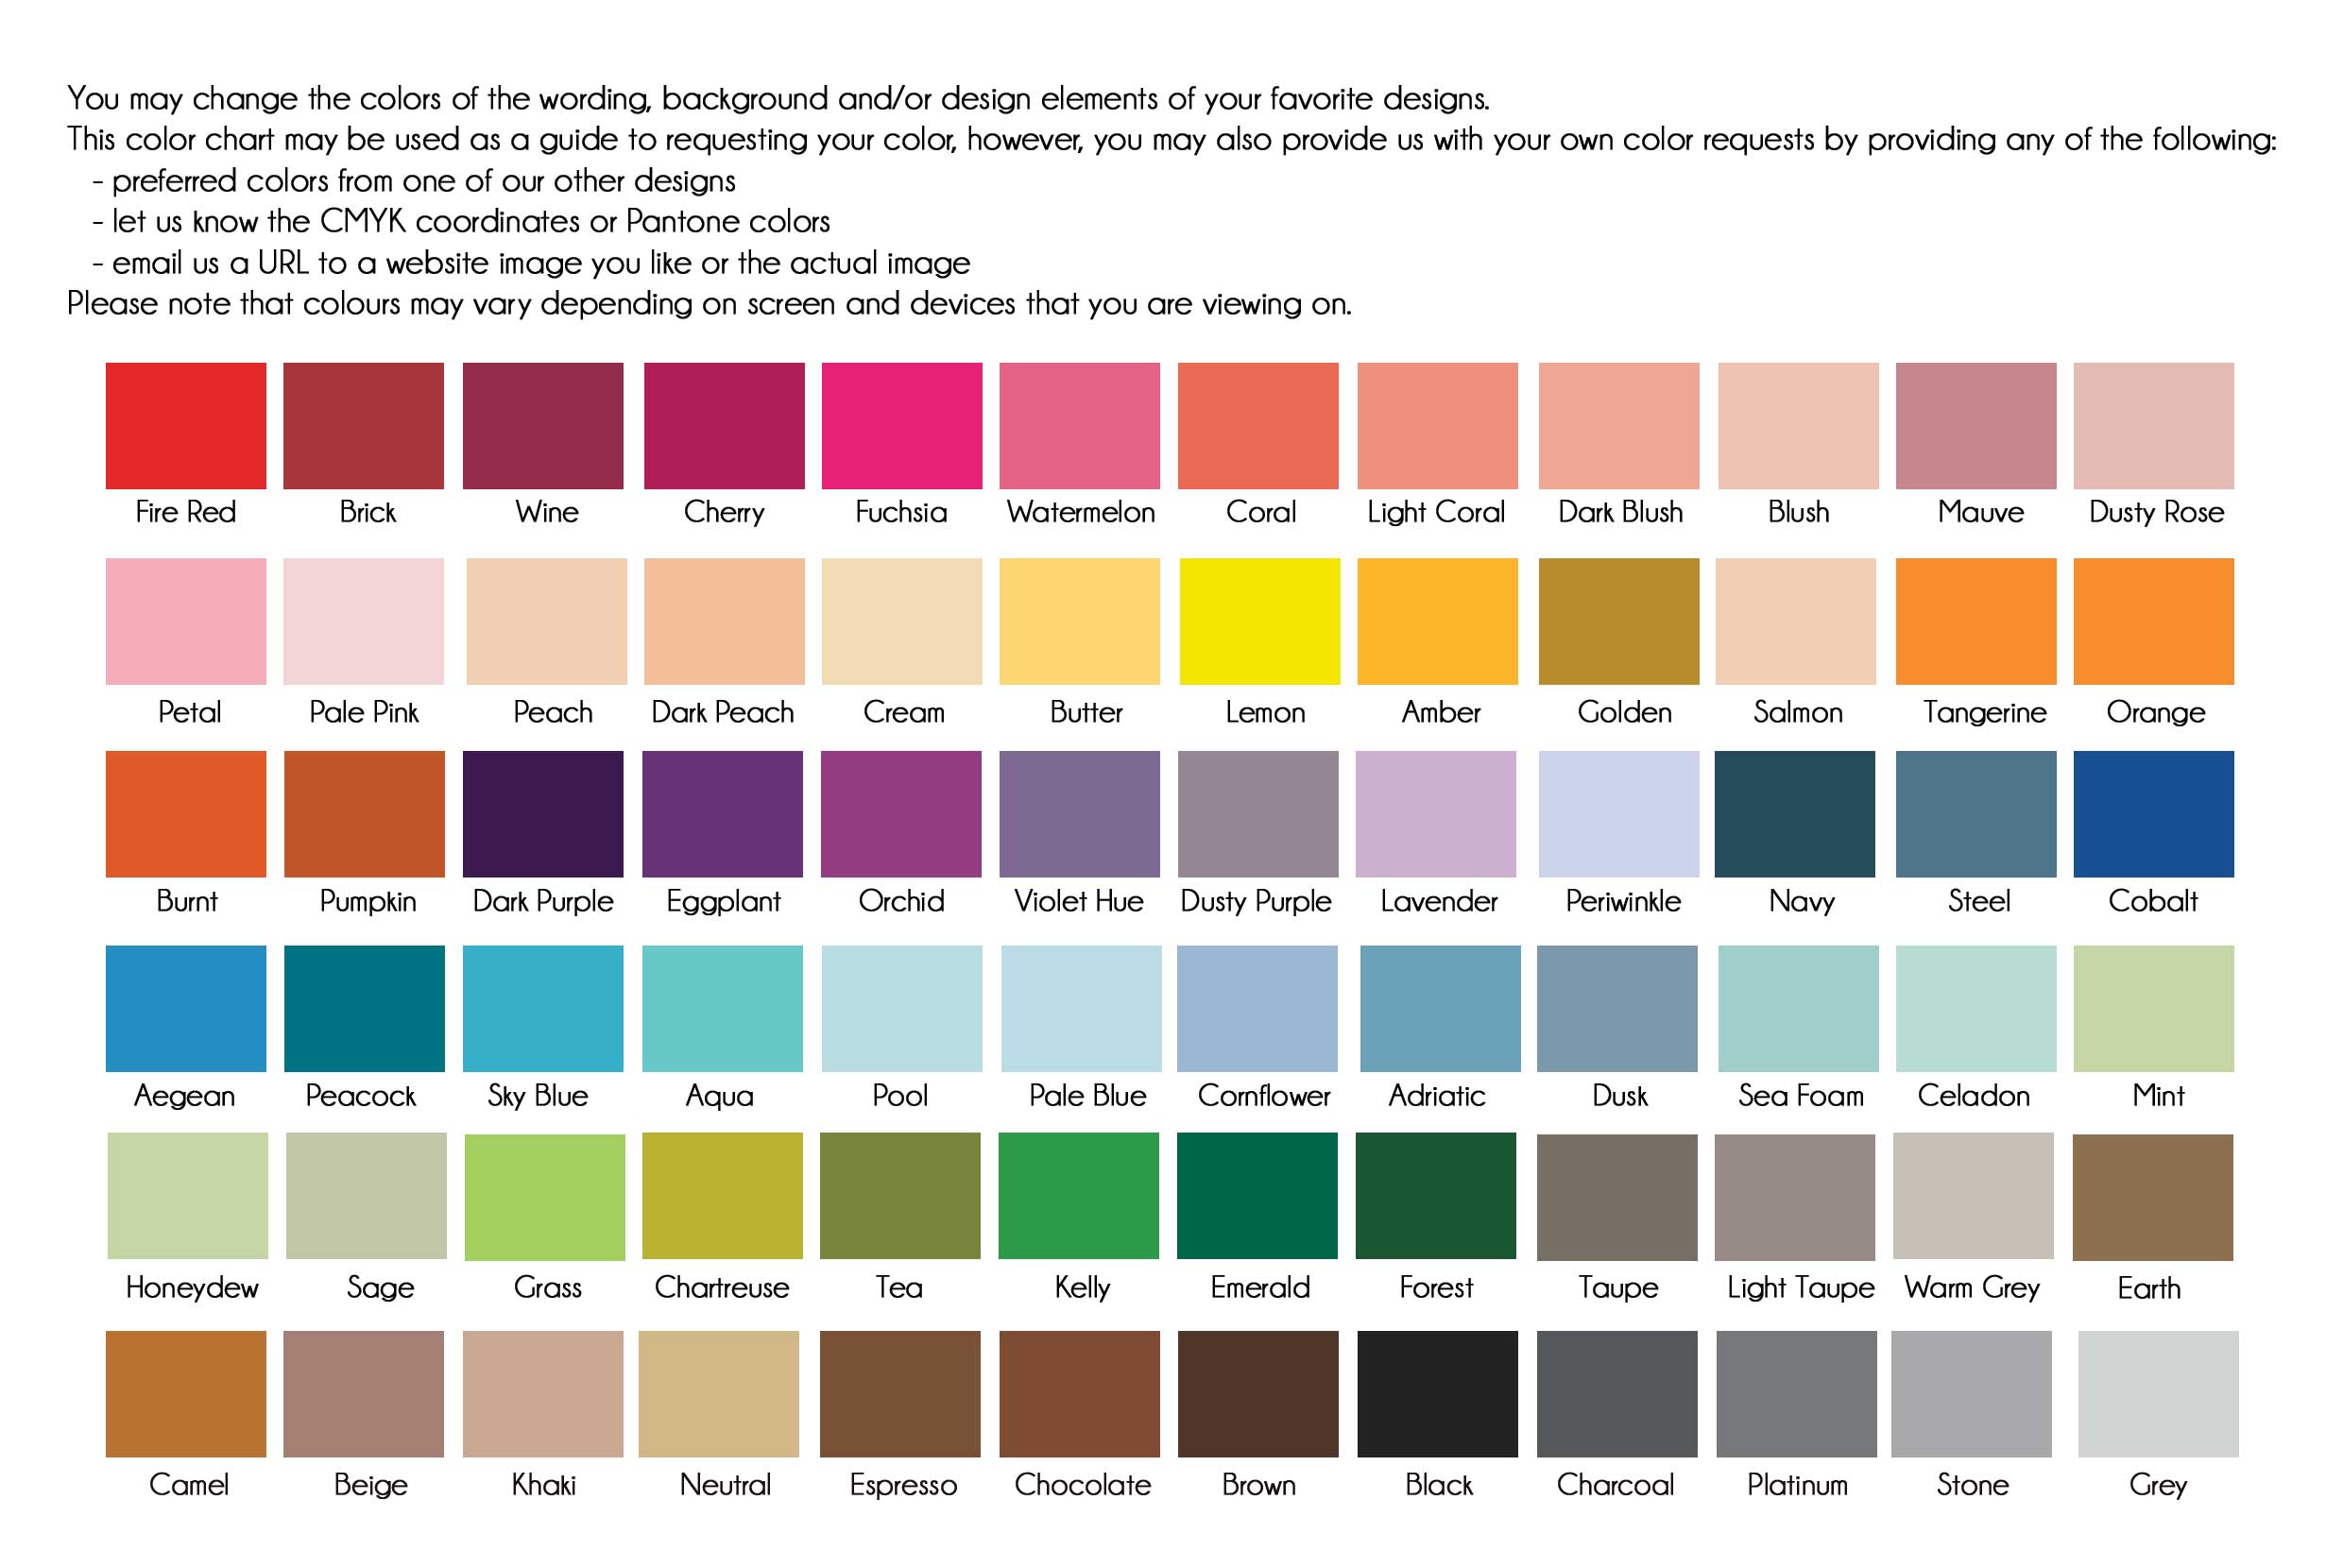 You may change the colors of the wording, background and/or design elements of your favorite designs.
This color chart may be used as a guide to requesting your color, however, you may also provide us with your own color requests by providing any of the following:
- preferred colors from one of our other designs
- let us know the CMYK coordinates or Pantone colors
- email us a URL to a website image you like or the actual image
Please note that colours may vary depending on screen and devices that you are viewing on.
Fire Red Brick Wine Cherry Fuchsia Watermelon Coral Light Coral Dark Blush Blush Mauve Dusty Rose
Petal Pale Pink Peach Dark Peach Cream Butter Lemon Amber Golden Salmon Tangerine Orange
Burnt Pumpkin Dark Purple Eggplant Orchid Violet Hue Dusty Purple Lavender Periwinkle Navy Steel Cobalt
Aegean Peacock Sky Blue Aqua Pool Pale Blue Cornflower Adriatic Dusk Sea Foam Celadon Mint
Honeydew Sage Grass Chartreuse Tea Kelly Emerald Forest Taupe Light Taupe Warm Grey Earth
Camel Beige Khaki Neutral Espresso Chocolate Brown Black Charcoal Platinum Stone Grey